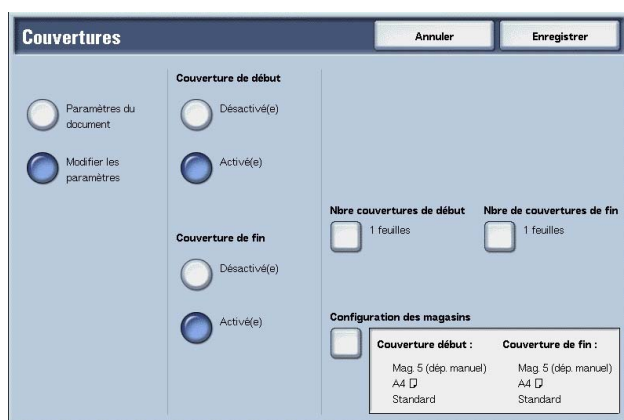 Couvertures
Annuler
Enregistrer
Paramètres du
document
Modifier les
paramètres
Couverture de début
Désactivé(e)
Activé(e)
Couverture de fin
Désactivé(e)
Activé(e)
Nbre couvertures de début
1 feuilles
Nbre de couvertures de fin
1 feuilles
Configuration des magasins
Couverture début :
Mag. 5 (dép. manuel)
A4
Standard
Couverture de fin :
Mag. 5 (dép. manuel)
A4
Standard